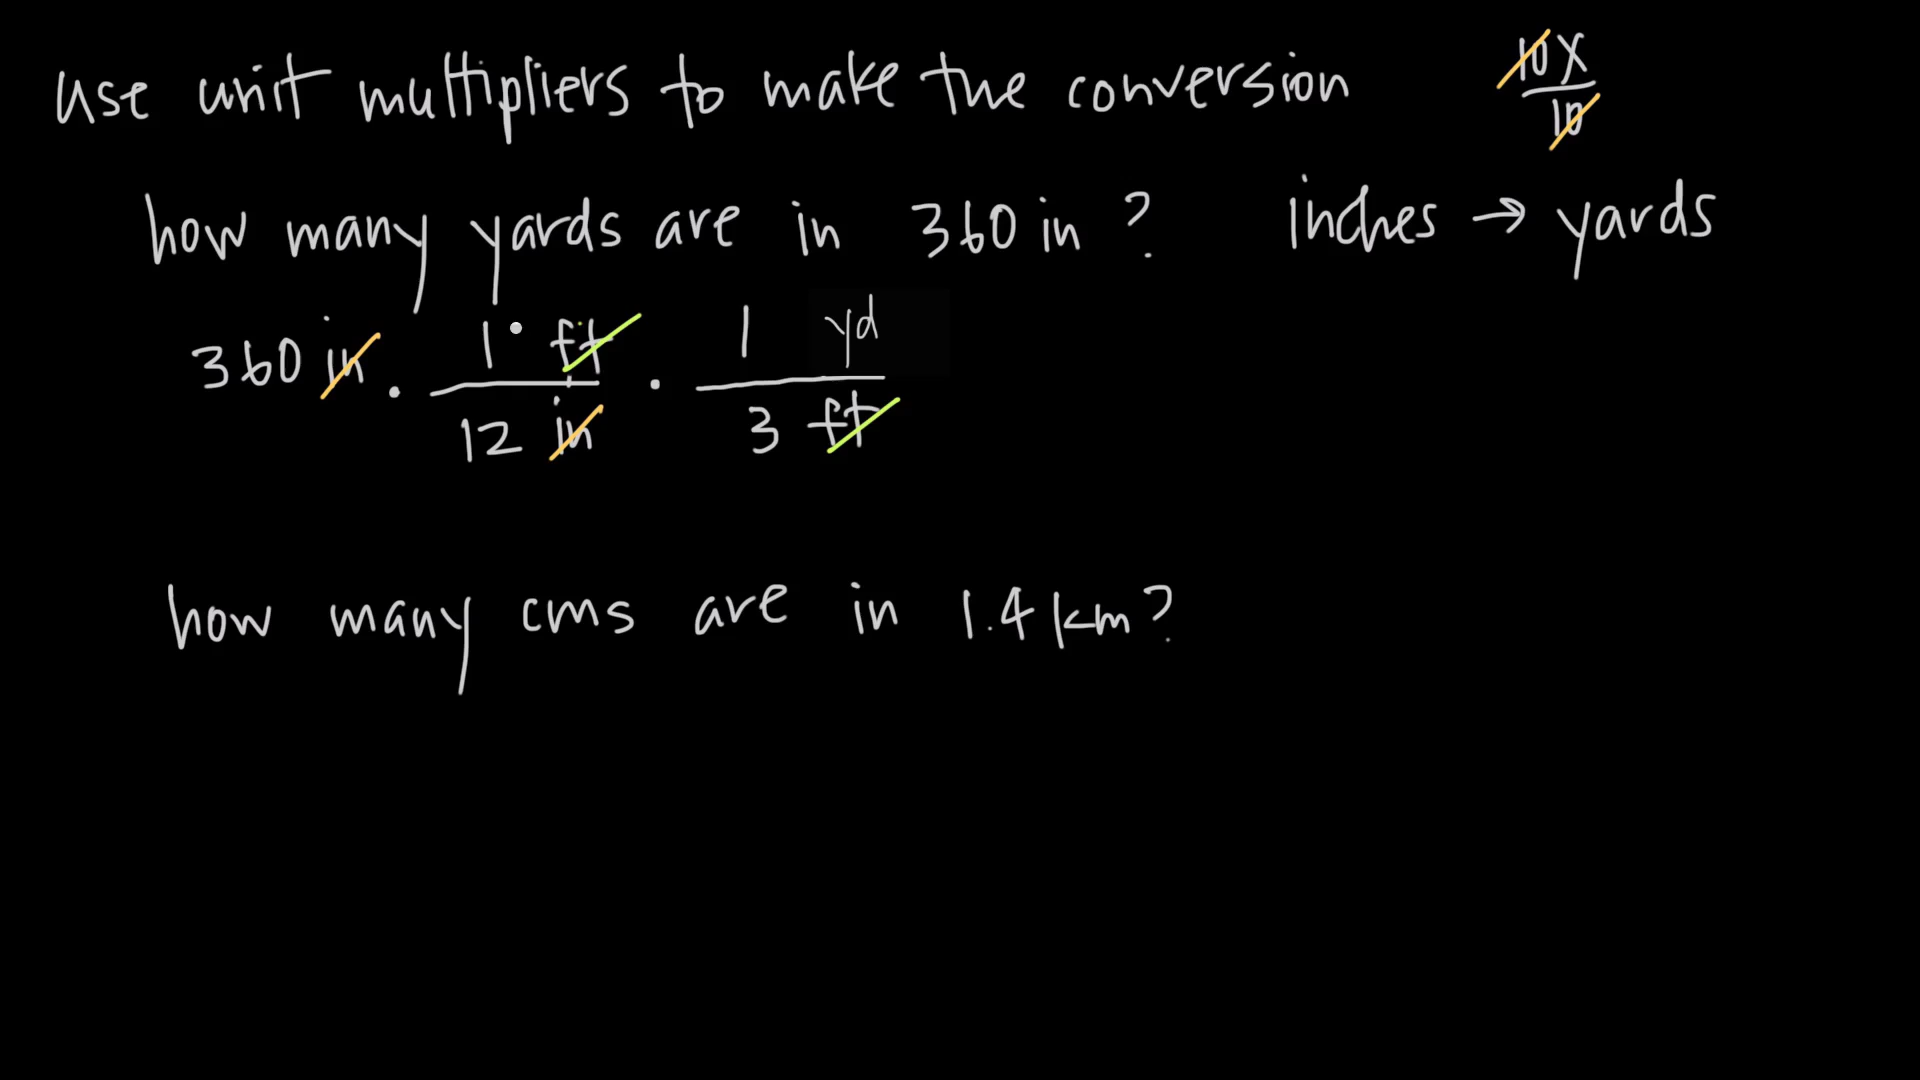 use unit multipliers to make the conversion 10x/10
how many yards are in 360 in ? inches → yards
360 in · 1 ft/12 in · 1 yd/3 ft
how many cms are in 1.4 km?